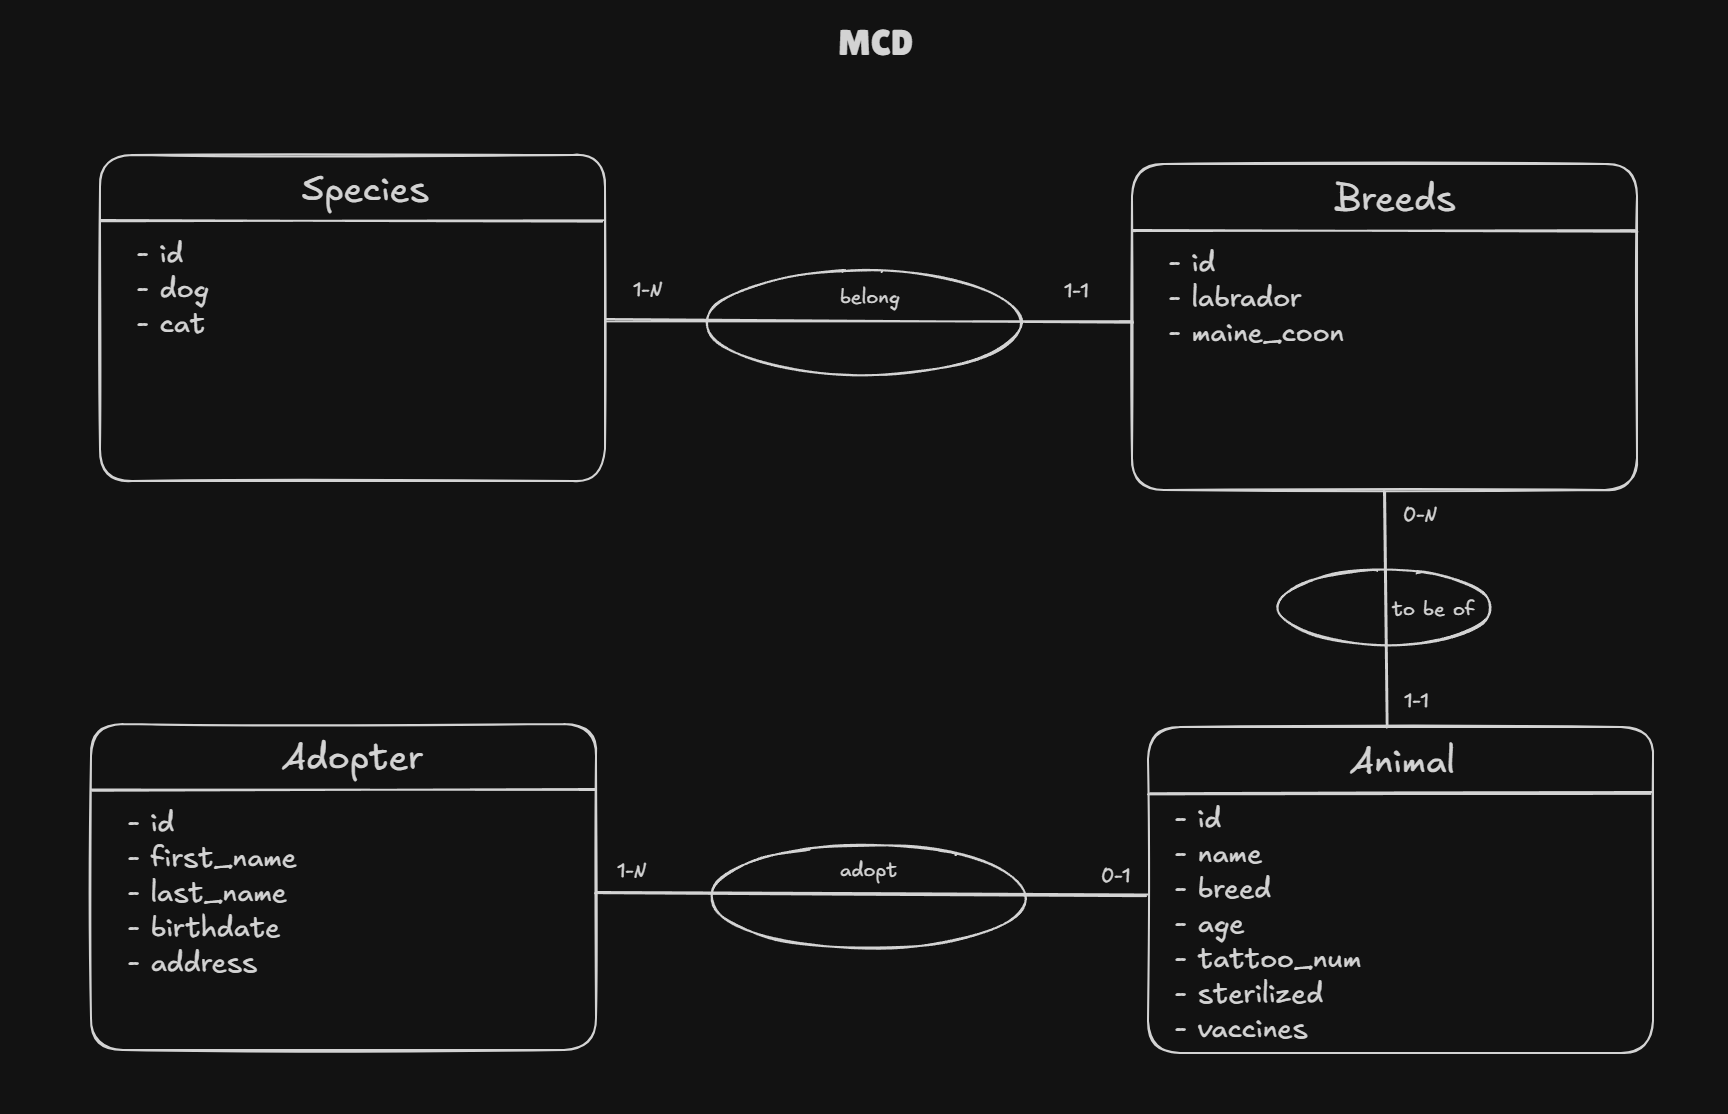 MCD
Species
- id
- dog
- cat
1-N
belong
1-1
Breeds
- id
- labrador
- maine_coon
0-N
to be of
1-1
Adopter
- id
- first_name
- last_name
- birthdate
- address
1-N
adopt
0-1
Animal
- id
- name
- breed
- age
- tattoo_num
- sterilized
- vaccines